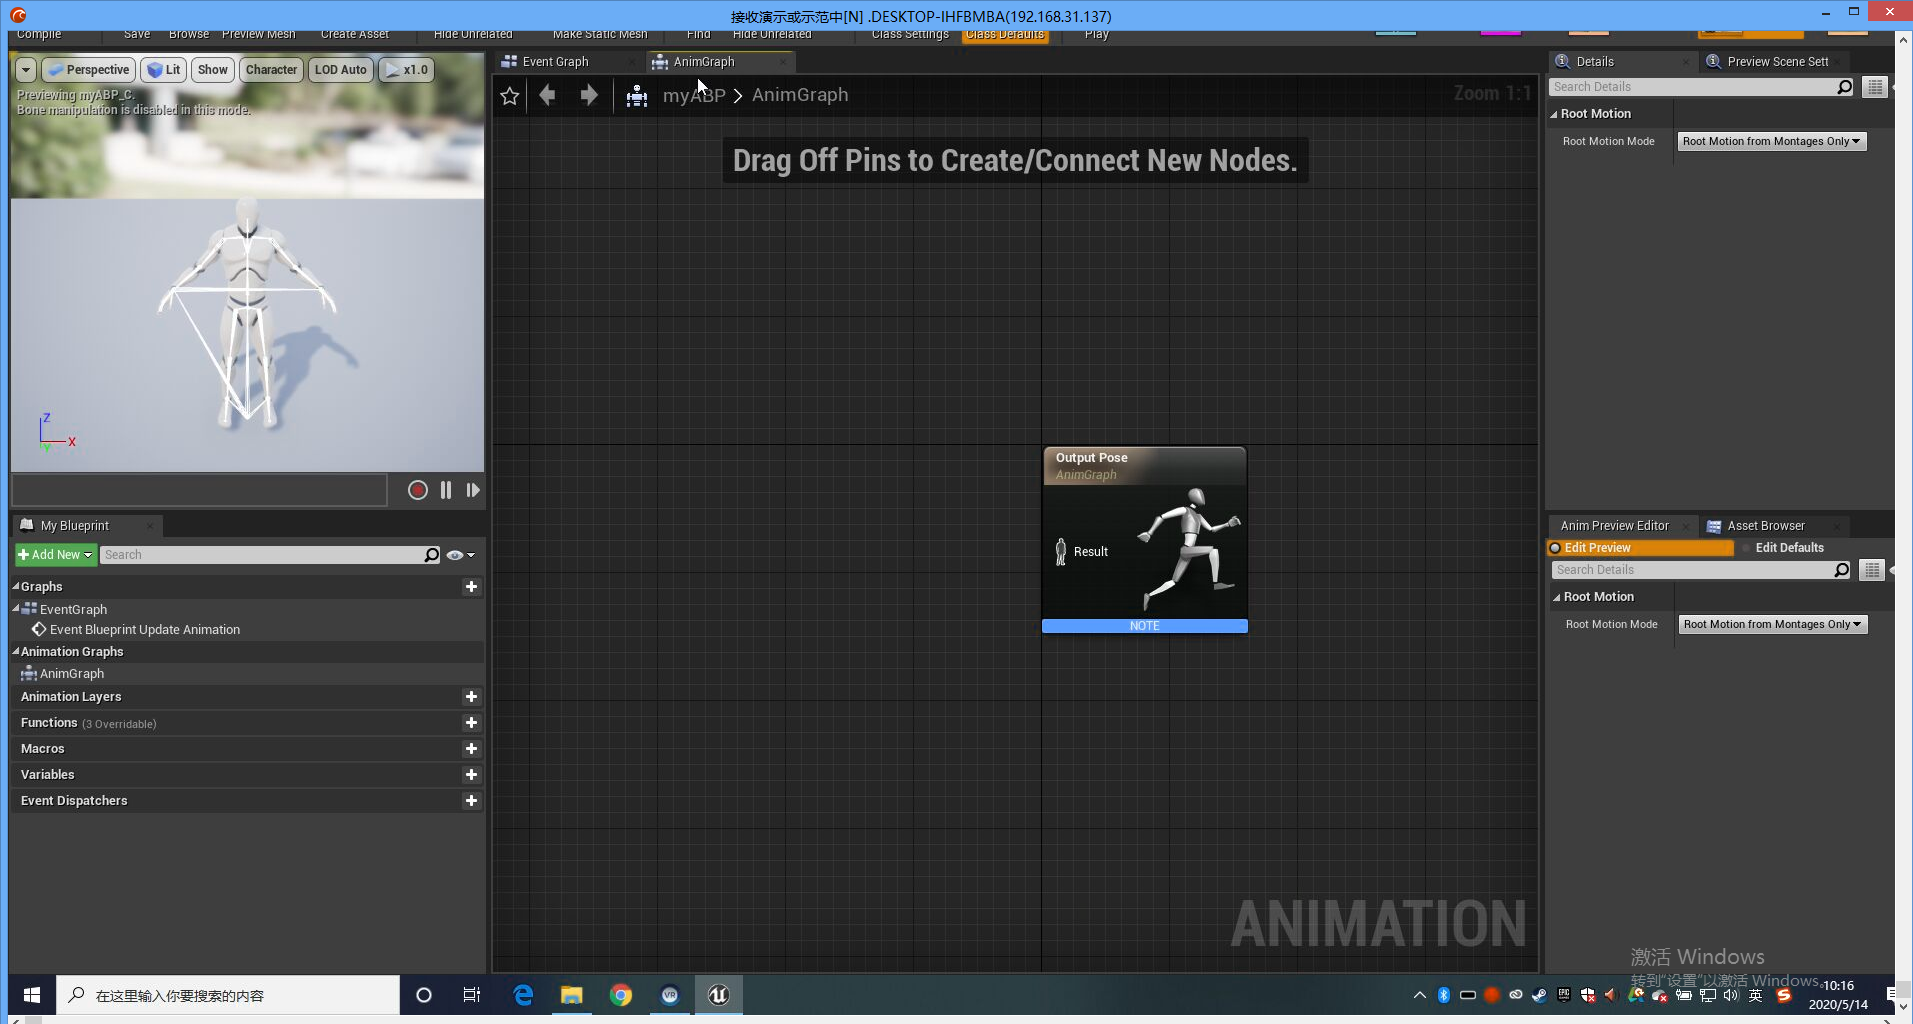 接收演示或示范中[N] .DESKTOP-IHFBMBA(192.168.31.137)
Compile Save Browse Preview Mesh Create Asset Hide Unrelated Make Static Mesh Find Hide Unrelated Class Settings Class Defaults Play
Perspective Lit Show Character LOD Auto x1.0
Previewing myABP_C.
Bone manipulation is disabled in this mode.
Z
X
Y
Event Graph AnimGraph
myABP > AnimGraph
Zoom 1:1
Drag Off Pins to Create/Connect New Nodes.
Output Pose
AnimGraph
Result
NOTE
ANIMATION
My Blueprint
+ Add New Search
Graphs
EventGraph
Event Blueprint Update Animation
Animation Graphs
AnimGraph
Animation Layers
Functions (3 Overridable)
Macros
Variables
Event Dispatchers
Details Preview Scene Sett
Search Details
Root Motion
Root Motion Mode Root Motion from Montages Only
Anim Preview Editor Asset Browser
Edit Preview Edit Defaults
Search Details
Root Motion
Root Motion Mode Root Motion from Montages Only
激活 Windows
转到"设置"以激活 Windows。
在这里输入你要搜索的内容
VR
EPIC
英
10:16
2020/5/14